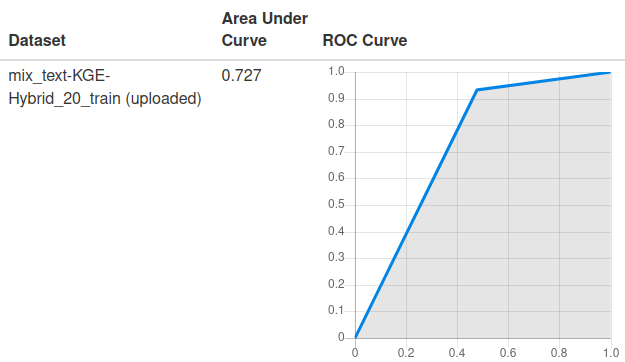 Dataset
Area Under
Curve
ROC Curve
mix_text-KGE-
Hybrid_20_train (uploaded)
0.727
1.0
0.9
0.8
0.7
0.6
0.5
0.4
0.3
0.2
0.1
0
0 0.2 0.4 0.6 0.8 1.0